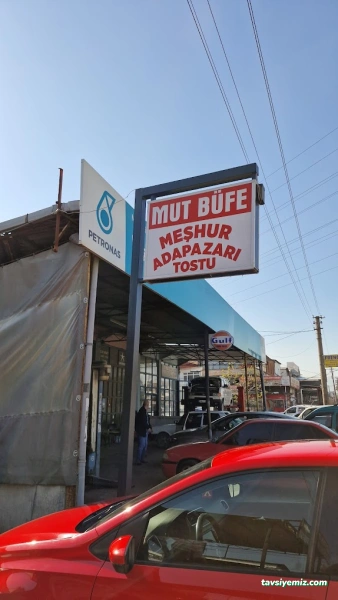 PETRONAS
MUT BÜFE
MEŞHUR
ADAPAZARI
TOSTU
Gulf
tavsiyemiz.com